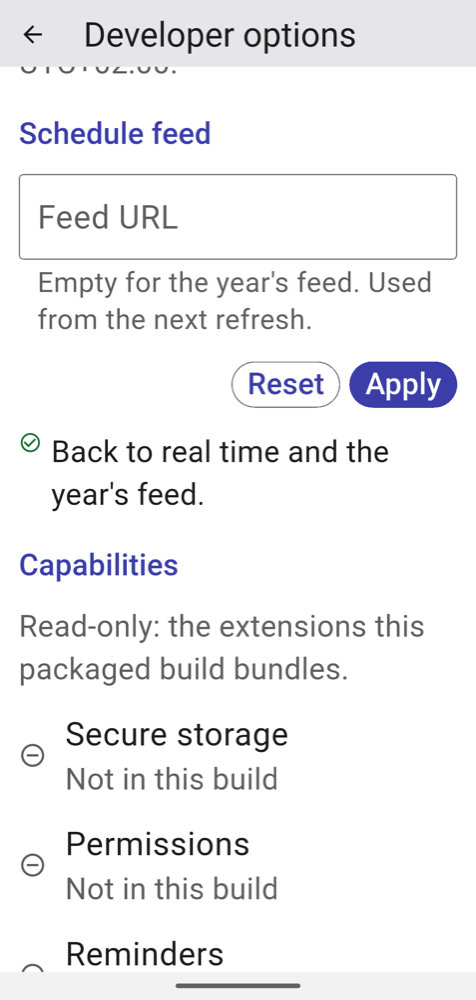 Developer options
Schedule feed
Feed URL
Empty for the year's feed. Used
from the next refresh.
Reset
Apply
Back to real time and the
year's feed.
Capabilities
Read-only: the extensions this
packaged build bundles.
Secure storage
Not in this build
Permissions
Not in this build
Reminders